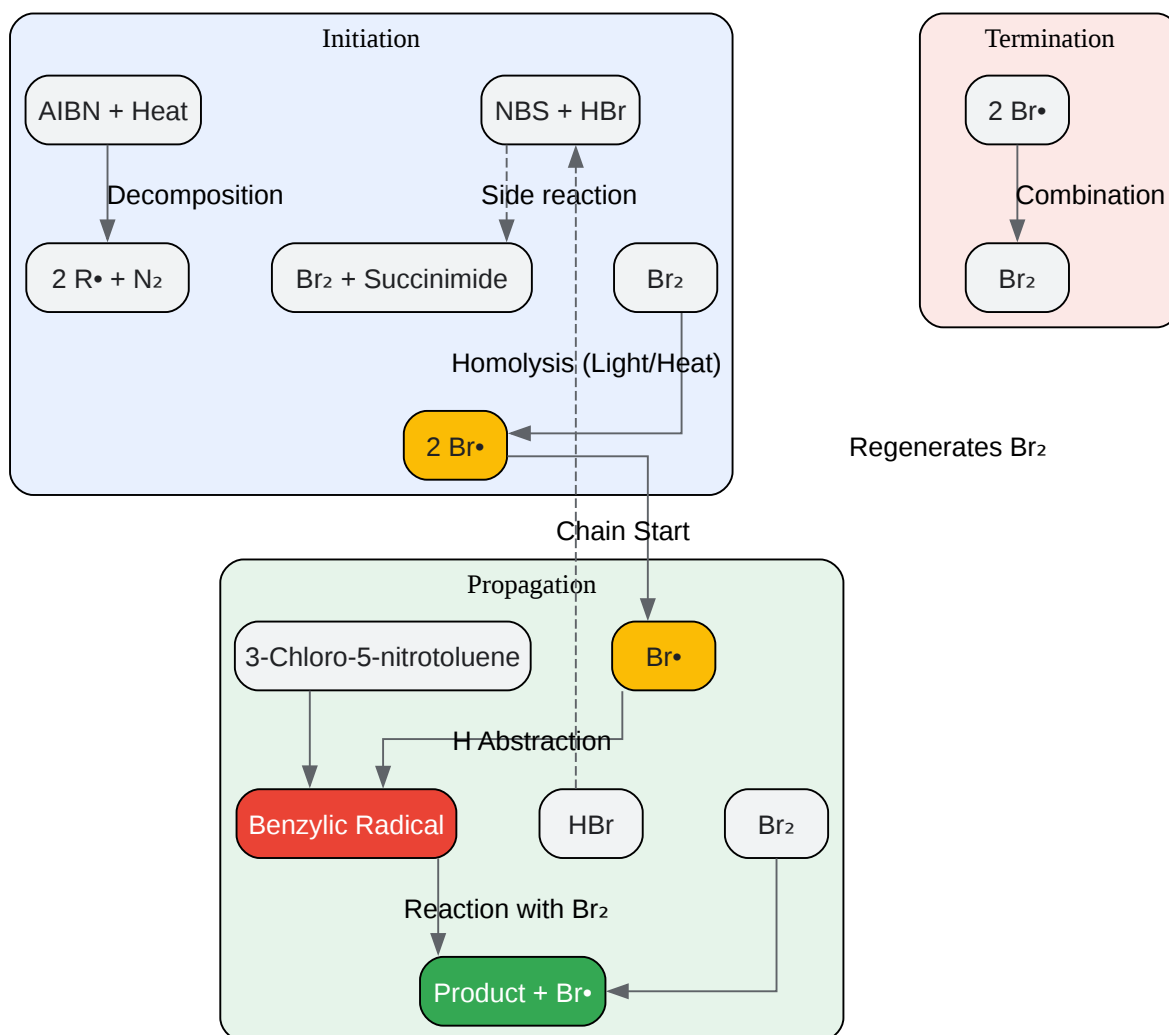 Initiation
Termination
AIBN + Heat
NBS + HBr
2 Br•
Decomposition
Side reaction
Combination
2 R• + N₂
Br₂ + Succinimide
Br₂
Br₂
Homolysis (Light/Heat)
2 Br•
Regenerates Br₂
Chain Start
Propagation
3-Chloro-5-nitrotoluene
Br•
H Abstraction
Benzylic Radical
HBr
Br₂
Reaction with Br₂
Product + Br•